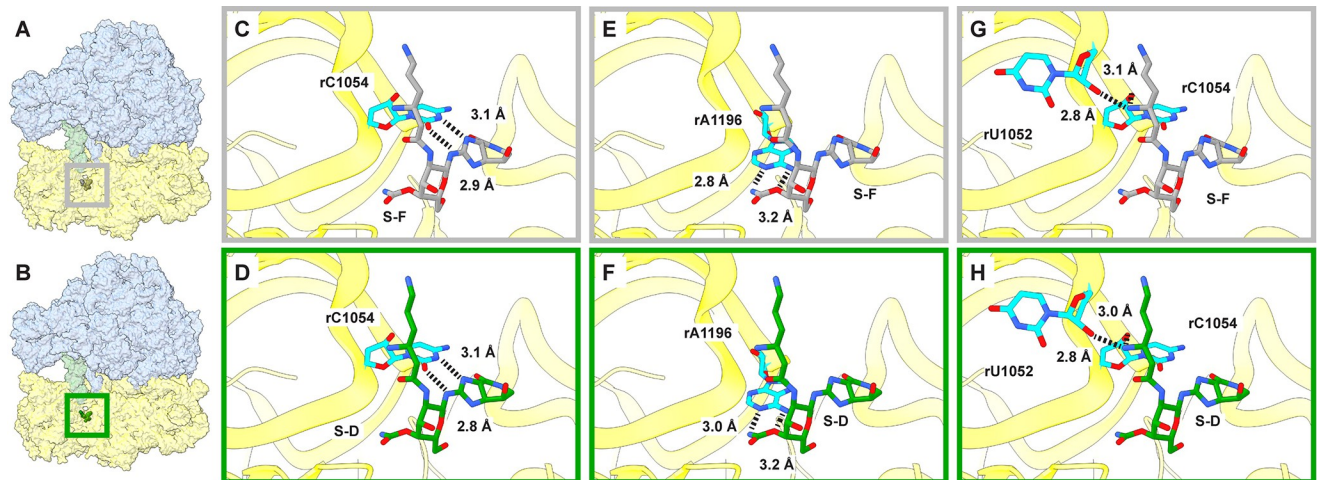 A
B
C
rC1054
3.1 Å
2.9 Å
S-F
D
rC1054
3.1 Å
2.8 Å
S-D
E
rA1196
2.8 Å
3.2 Å
S-F
F
rA1196
3.0 Å
3.2 Å
S-D
G
3.1 Å
rC1054
2.8 Å
rU1052
S-F
H
3.0 Å
rC1054
2.8 Å
rU1052
S-D